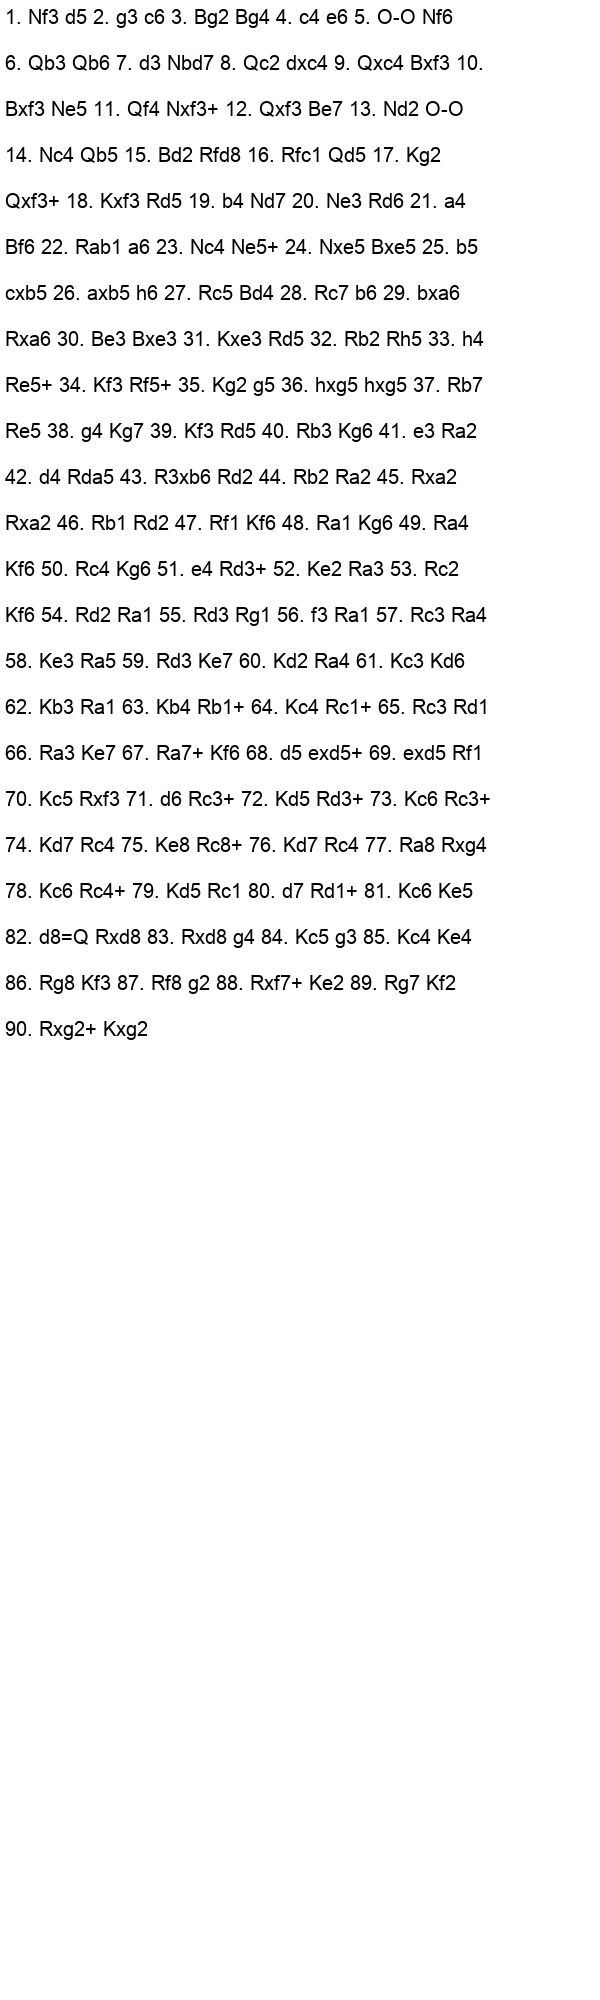 1. Nf3 d5 2. g3 c6 3. Bg2 Bg4 4. c4 e6 5. O-O Nf6
6. Qb3 Qb6 7. d3 Nbd7 8. Qc2 dxc4 9. Qxc4 Bxf3 10.
Bxf3 Ne5 11. Qf4 Nxf3+ 12. Qxf3 Be7 13. Nd2 O-O
14. Nc4 Qb5 15. Bd2 Rfd8 16. Rfc1 Qd5 17. Kg2
Qxf3+ 18. Kxf3 Rd5 19. b4 Nd7 20. Ne3 Rd6 21. a4
Bf6 22. Rab1 a6 23. Nc4 Ne5+ 24. Nxe5 Bxe5 25. b5
cxb5 26. axb5 h6 27. Rc5 Bd4 28. Rc7 b6 29. bxa6
Rxa6 30. Be3 Bxe3 31. Kxe3 Rd5 32. Rb2 Rh5 33. h4
Re5+ 34. Kf3 Rf5+ 35. Kg2 g5 36. hxg5 hxg5 37. Rb7
Re5 38. g4 Kg7 39. Kf3 Rd5 40. Rb3 Kg6 41. e3 Ra2
42. d4 Rda5 43. R3xb6 Rd2 44. Rb2 Ra2 45. Rxa2
Rxa2 46. Rb1 Rd2 47. Rf1 Kf6 48. Ra1 Kg6 49. Ra4
Kf6 50. Rc4 Kg6 51. e4 Rd3+ 52. Ke2 Ra3 53. Rc2
Kf6 54. Rd2 Ra1 55. Rd3 Rg1 56. f3 Ra1 57. Rc3 Ra4
58. Ke3 Ra5 59. Rd3 Ke7 60. Kd2 Ra4 61. Kc3 Kd6
62. Kb3 Ra1 63. Kb4 Rb1+ 64. Kc4 Rc1+ 65. Rc3 Rd1
66. Ra3 Ke7 67. Ra7+ Kf6 68. d5 exd5+ 69. exd5 Rf1
70. Kc5 Rxf3 71. d6 Rc3+ 72. Kd5 Rd3+ 73. Kc6 Rc3+
74. Kd7 Rc4 75. Ke8 Rc8+ 76. Kd7 Rc4 77. Ra8 Rxg4
78. Kc6 Rc4+ 79. Kd5 Rc1 80. d7 Rd1+ 81. Kc6 Ke5
82. d8=Q Rxd8 83. Rxd8 g4 84. Kc5 g3 85. Kc4 Ke4
86. Rg8 Kf3 87. Rf8 g2 88. Rxf7+ Ke2 89. Rg7 Kf2
90. Rxg2+ Kxg2